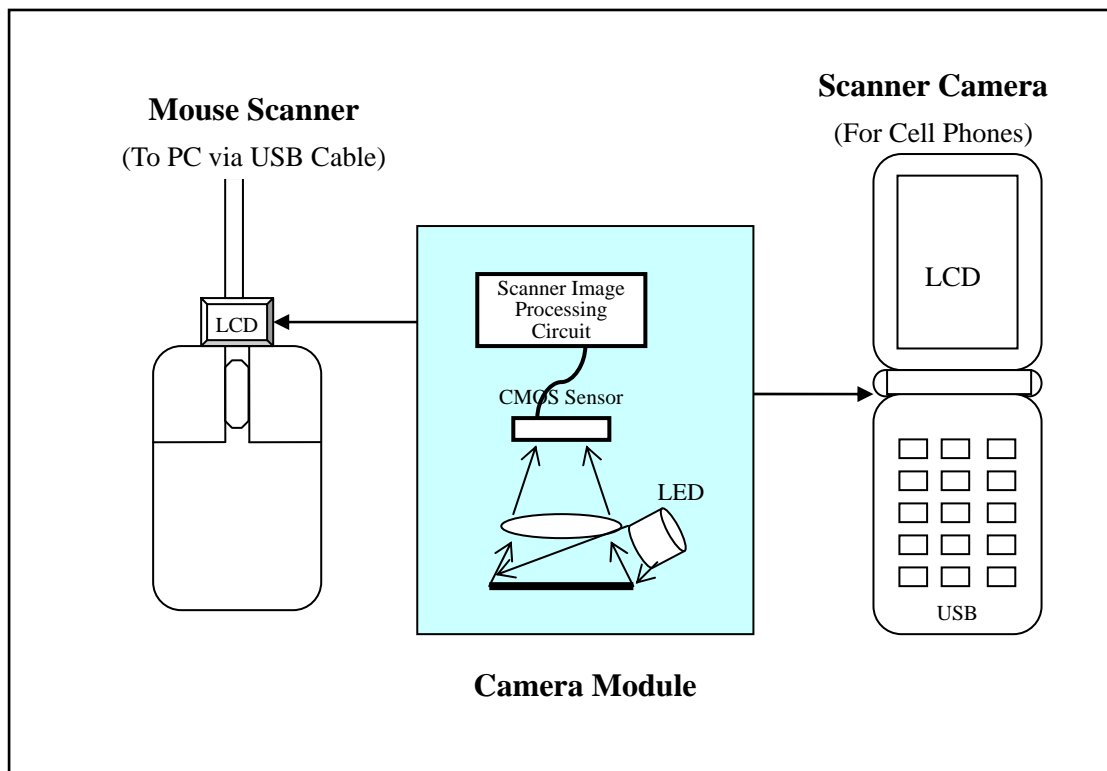 Mouse Scanner
(To PC via USB Cable)
LCD
Scanner Image
Processing
Circuit
CMOS Sensor
LED
Camera Module
Scanner Camera
(For Cell Phones)
LCD
USB